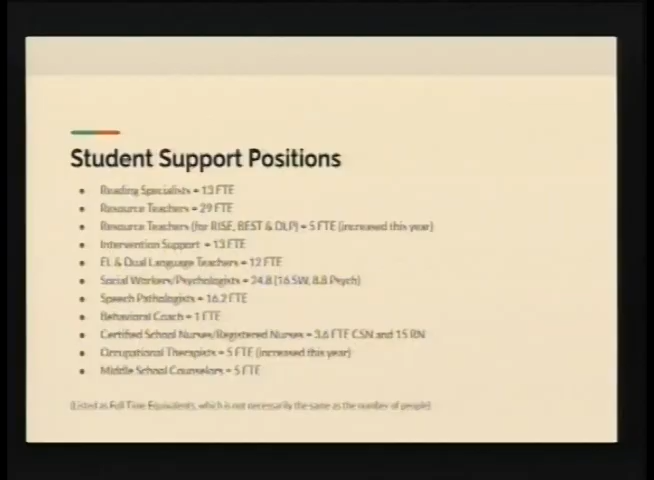 Student Support Positions
• Reading Specialists = 13 FTE
• Resource Teachers = 29 FTE
• Resource Teachers (for RISE, BEST & DLP) = 5 FTE (increased this year)
• Intervention Support = 13 FTE
• EL & Dual Language Teachers = 12 FTE
• Social Workers/Psychologists = 24.8 (16 SW, 8.8 Psych)
• Speech Pathologists = 16.2 FTE
• Behavioral Coach = 1 FTE
• Certified School Nurses/Registered Nurses = 3.6 FTE CSN and 15 RN
• Occupational Therapists = 5 FTE (increased this year)
• Middle School Counselors = 5 FTE
(Listed as Full Time Equivalents, which is not necessarily the same as the number of people)